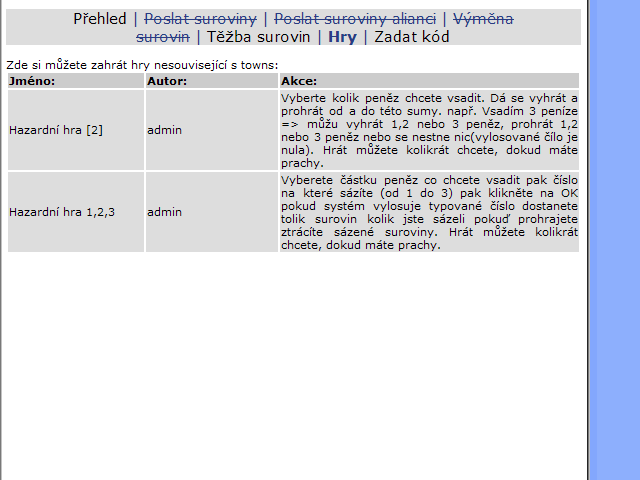 Přehled | Poslat suroviny | Poslat suroviny alianci | Výměna
surovin | Těžba surovin | Hry | Zadat kód
Zde si můžete zahrát hry nesouvisející s towns:
Jméno: Autor: Akce:
Hazardní hra [2] admin
Vyberte kolik peněz chcete vsadit. Dá se vyhrát a
prohrát od a do této sumy. např. Vsadím 3 peníze
=> můžu vyhrát 1,2 nebo 3 peněz, prohrát 1,2
nebo 3 peněz nebo se nestne nic(vylosované čílo je
nula). Hrát můžete kolikrát chcete, dokud máte
prachy.
Hazardní hra 1,2,3 admin
Vyberete částku peněz co chcete vsadit pak číslo
na které sázíte (od 1 do 3) pak klikněte na OK
pokud systém vylosuje typované číslo dostanete
tolik surovin kolik jste sázeli pokuď prohrajete
ztrácíte sázené suroviny. Hrát můžete kolikrát
chcete, dokud máte prachy.